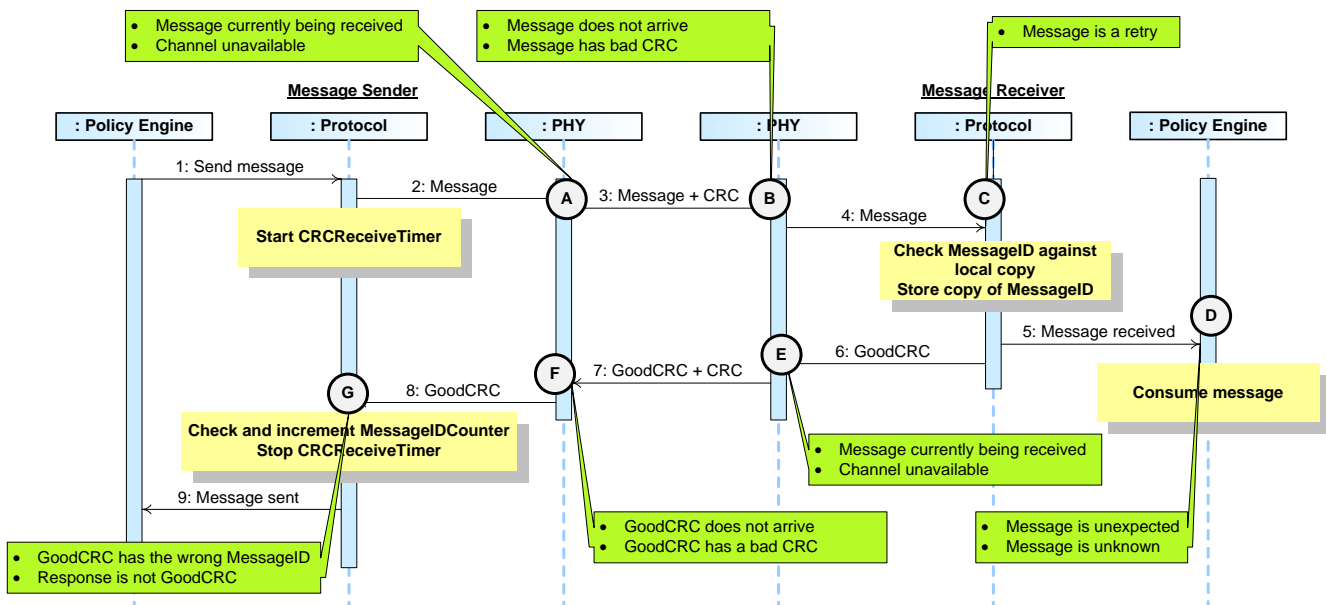 • Message currently being received
• Channel unavailable
• Message does not arrive
• Message has bad CRC
• Message is a retry
Message Sender
Message Receiver
: Policy Engine
: Protocol
: PHY
: PHY
: Protocol
: Policy Engine
1: Send message
2: Message
A
3: Message + CRC
B
4: Message
C
Start CRCReceiveTimer
Check MessageID against
local copy
Store copy of MessageID
D
5: Message received
6: GoodCRC
E
7: GoodCRC + CRC
F
8: GoodCRC
G
Consume message
Check and increment MessageIDCounter
Stop CRCReceiveTimer
• Message currently being received
• Channel unavailable
9: Message sent
• GoodCRC has the wrong MessageID
• Response is not GoodCRC
• GoodCRC does not arrive
• GoodCRC has a bad CRC
• Message is unexpected
• Message is unknown